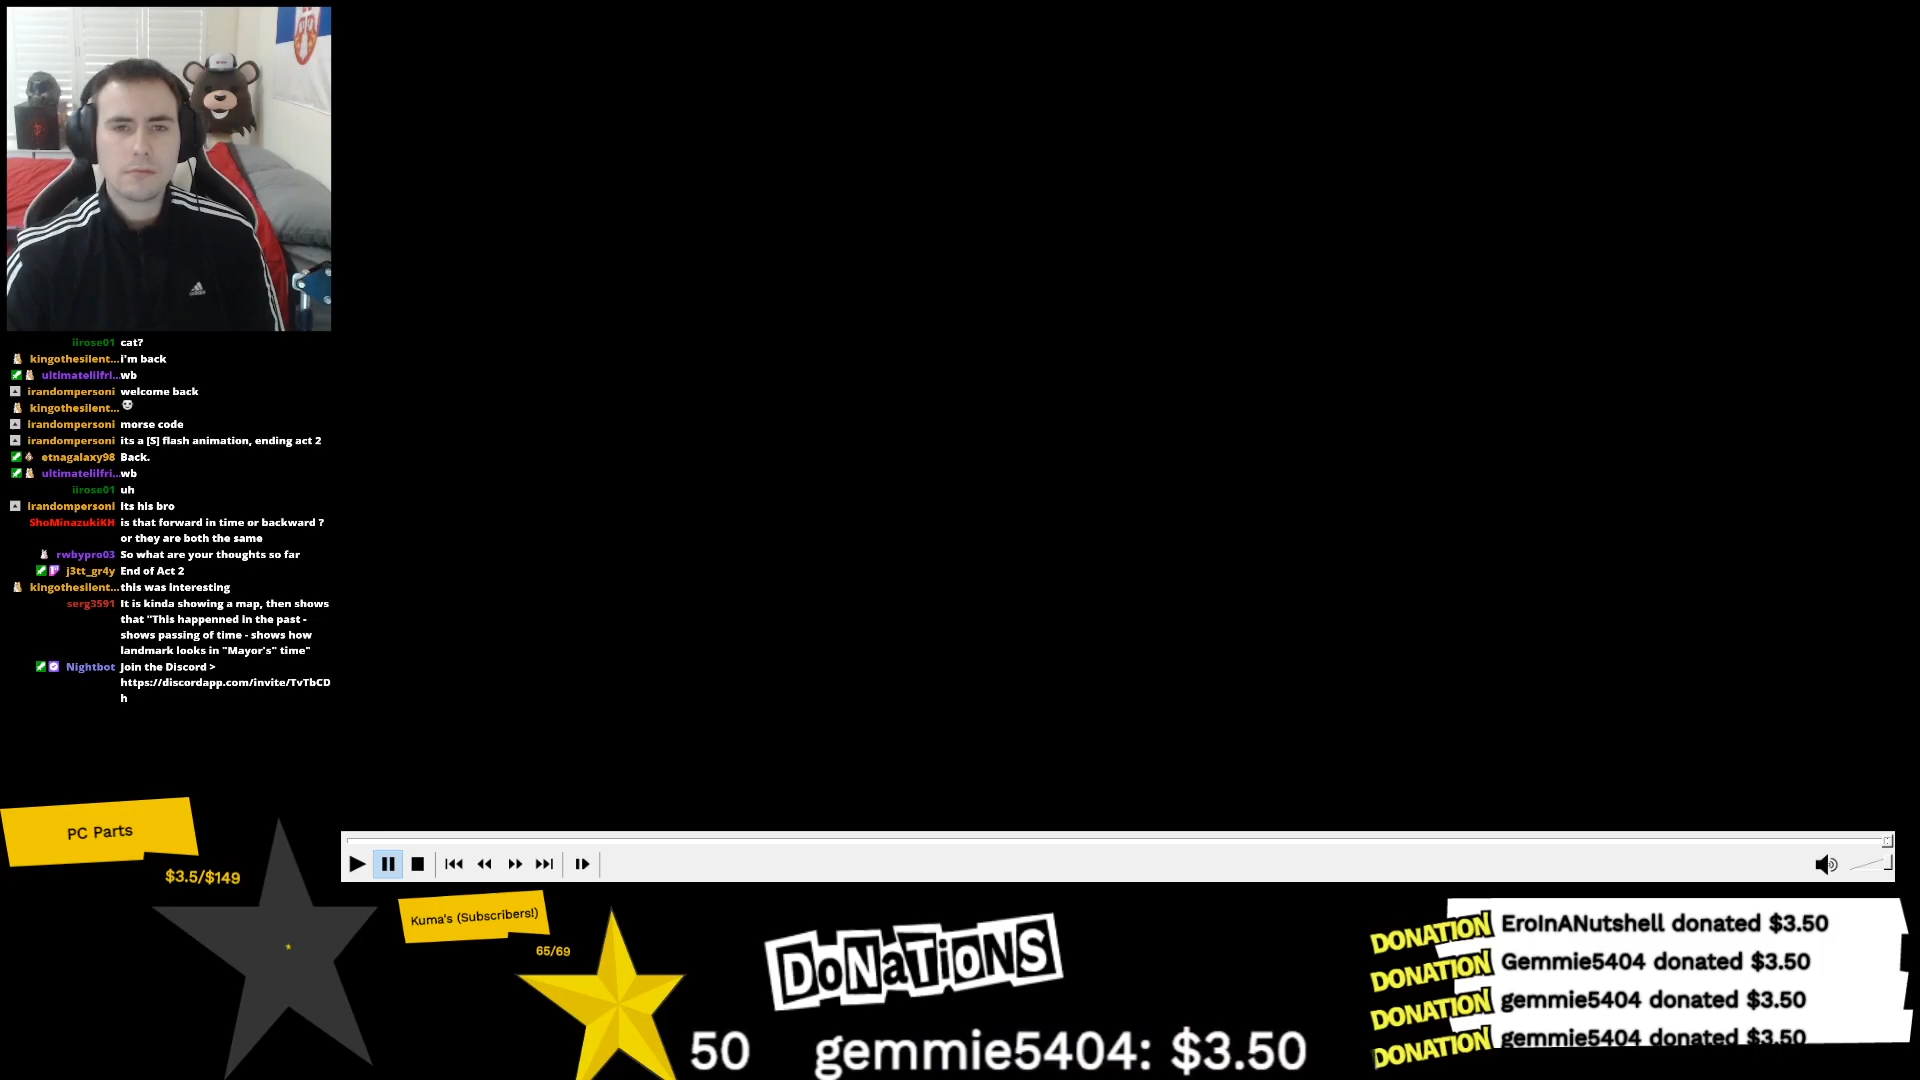 iirose01 cat?
kingothesilent... i'm back
ultimatelilfri... wb
irandompersoni welcome back
kingothesilent...
irandompersoni morse code
irandompersoni its a [S] flash animation, ending act 2
etnagalaxy98 Back.
ultimatelilfri... wb
iirose01 uh
irandompersoni Its his bro
ShoMinazukiKH is that forward in time or backward ?
or they are both the same
rwbypro03 So what are your thoughts so far
j3tt_gr4y End of Act 2
kingothesilent... this was interesting
serg3591 It is kinda showing a map, then shows
that "This happenned in the past -
shows passing of time - shows how
landmark looks in "Mayor's" time"
Nightbot Join the Discord >
https://discordapp.com/invite/TvTbCD
h
PC Parts
$3.5/$149
Kuma's (Subscribers!)
65/69
DoNaTiONS
50 gemmie5404: $3.50
DONATION EroInANutshell donated $3.50
DONATION Gemmie5404 donated $3.50
DONATION gemmie5404 donated $3.50
DONATION gemmie5404 donated $3.50
adidas